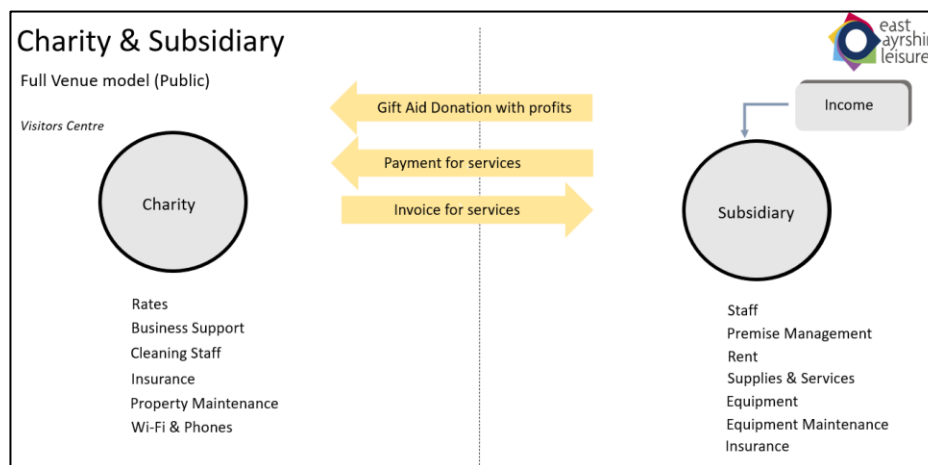 Charity & Subsidiary
east
ayrshire
leisure
Full Venue model (Public)
Gift Aid Donation with profits
Income
Visitors Centre
Payment for services
Charity
Invoice for services
Subsidiary
Rates
Business Support
Cleaning Staff
Insurance
Property Maintenance
Wi-Fi & Phones
Staff
Premise Management
Rent
Supplies & Services
Equipment
Equipment Maintenance
Insurance